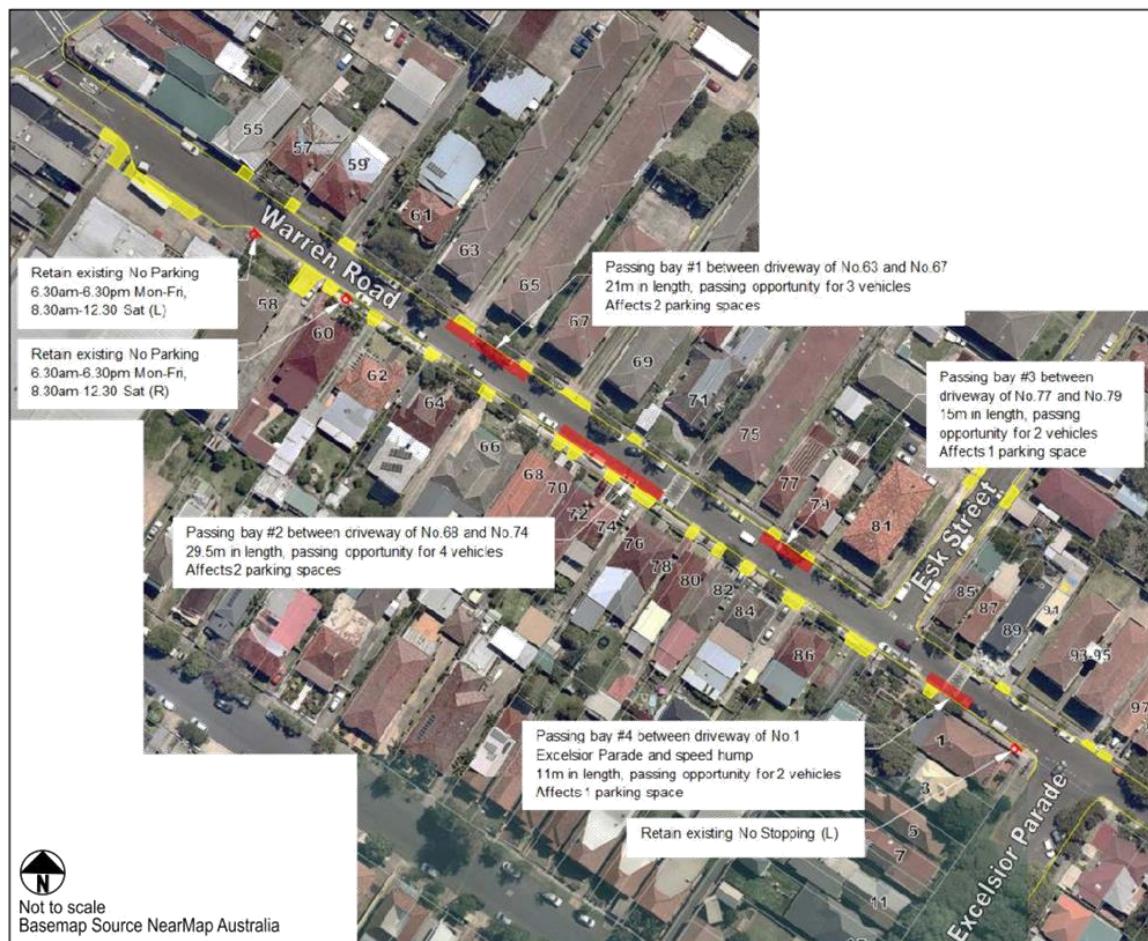 55
57
59
61
63
65
67
69
71
75
77
79
81
85
87
89
91
93-95
97
Warren Road
58
60
62
64
66
68
70
72
74
76
78
80
82
84
86
Esk Street
Retain existing No Parking
6.30am-6.30pm Mon-Fri,
8.30am-12.30 Sat (L)
Retain existing No Parking
6.30am-6.30pm Mon-Fri,
8.30am-12.30 Sat (R)
Passing bay #1 between driveway of No.63 and No.67
21m in length, passing opportunity for 3 vehicles
Affects 2 parking spaces
Passing bay #3 between
driveway of No.77 and No.79
15m in length, passing
opportunity for 2 vehicles
Affects 1 parking space
Passing bay #2 between driveway of No.68 and No.74
29.5m in length, passing opportunity for 4 vehicles
Affects 2 parking spaces
Passing bay #4 between driveway of No.1
Excelsior Parade and speed hump
11m in length, passing opportunity for 2 vehicles
Affects 1 parking space
Retain existing No Stopping (L)
1
3
5
7
11
Excelsior Parade
N
Not to scale
Basemap Source NearMap Australia